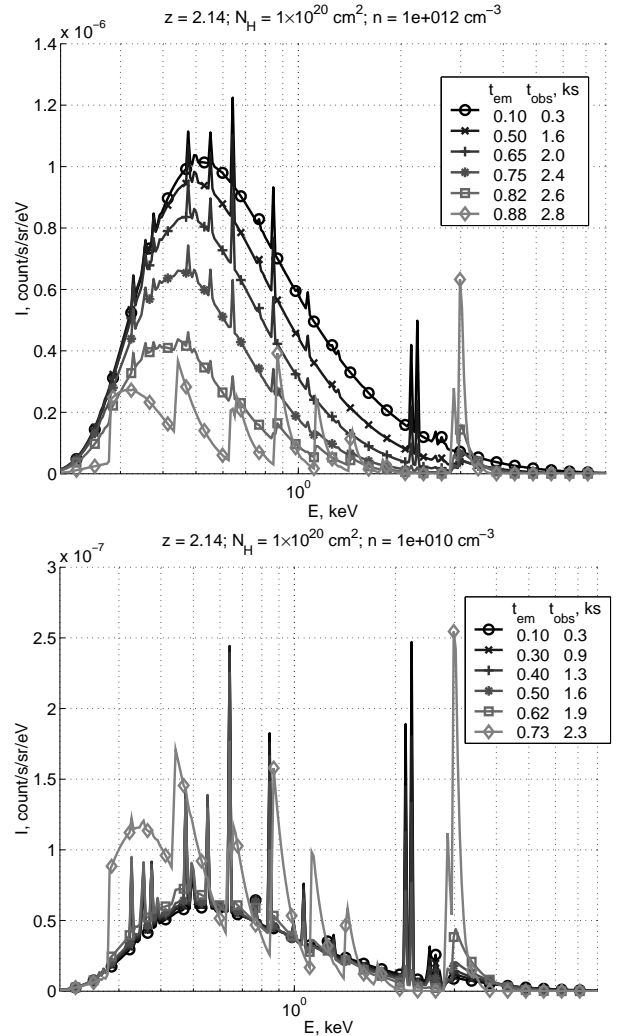 z = 2.14; N_H = 1×10^20 cm^2; n = 1e+012 cm^−3
x 10^−6
1.4
1.2
1
0.8
0.6
0.4
0.2
0
I, count/s/sr/eV
t_em t_obs, ks
0.10 0.3
0.50 1.6
0.65 2.0
0.75 2.4
0.82 2.6
0.88 2.8
10^0
E, keV
z = 2.14; N_H = 1×10^20 cm^2; n = 1e+010 cm^−3
x 10^−7
3
2.5
2
1.5
1
0.5
0
I, count/s/sr/eV
t_em t_obs, ks
0.10 0.3
0.30 0.9
0.40 1.3
0.50 1.6
0.62 1.9
0.73 2.3
10^0
E, keV